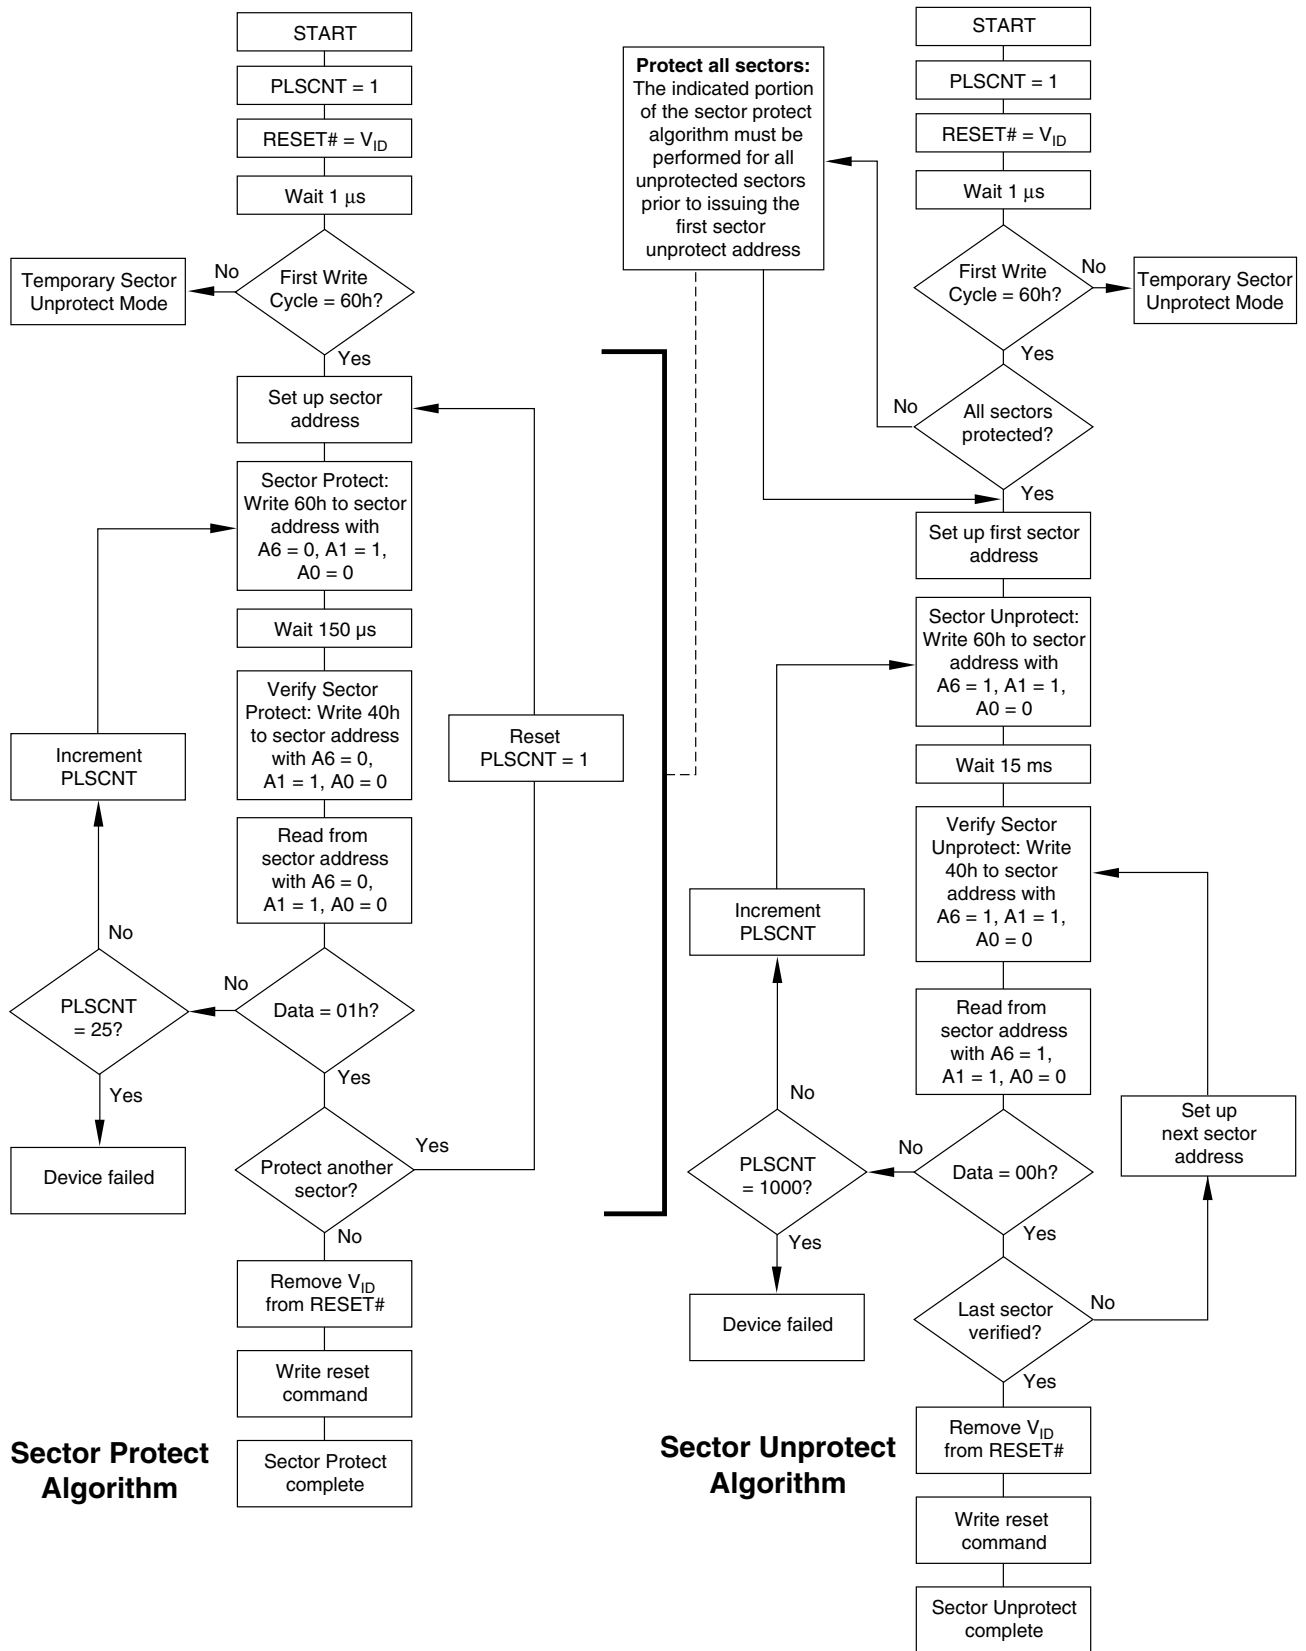 START
PLSCNT = 1
RESET# = VID
Wait 1 μs
First Write
Cycle = 60h?
No
Temporary Sector
Unprotect Mode
Yes
Set up sector
address
Sector Protect:
Write 60h to sector
address with
A6 = 0, A1 = 1,
A0 = 0
Wait 150 µs
Verify Sector
Protect: Write 40h
to sector address
with A6 = 0,
A1 = 1, A0 = 0
Reset
PLSCNT = 1
Increment
PLSCNT
Read from
sector address
with A6 = 0,
A1 = 1, A0 = 0
No
PLSCNT
= 25?
No
Data = 01h?
Yes
Yes
Device failed
Protect another
sector?
Yes
No
Remove VID
from RESET#
Write reset
command
Sector Protect
complete
Sector Protect
Algorithm
Protect all sectors:
The indicated portion
of the sector protect
algorithm must be
performed for all
unprotected sectors
prior to issuing the
first sector
unprotect address
START
PLSCNT = 1
RESET# = VID
Wait 1 μs
First Write
Cycle = 60h?
No
Temporary Sector
Unprotect Mode
Yes
All sectors
protected?
No
Yes
Set up first sector
address
Sector Unprotect:
Write 60h to sector
address with
A6 = 1, A1 = 1,
A0 = 0
Wait 15 ms
Verify Sector
Unprotect: Write
40h to sector
address with
A6 = 1, A1 = 1,
A0 = 0
Increment
PLSCNT
Read from
sector address
with A6 = 1,
A1 = 1, A0 = 0
No
PLSCNT
= 1000?
No
Data = 00h?
Set up
next sector
address
Yes
Yes
Device failed
Last sector
verified?
No
Yes
Remove VID
from RESET#
Write reset
command
Sector Unprotect
complete
Sector Unprotect
Algorithm